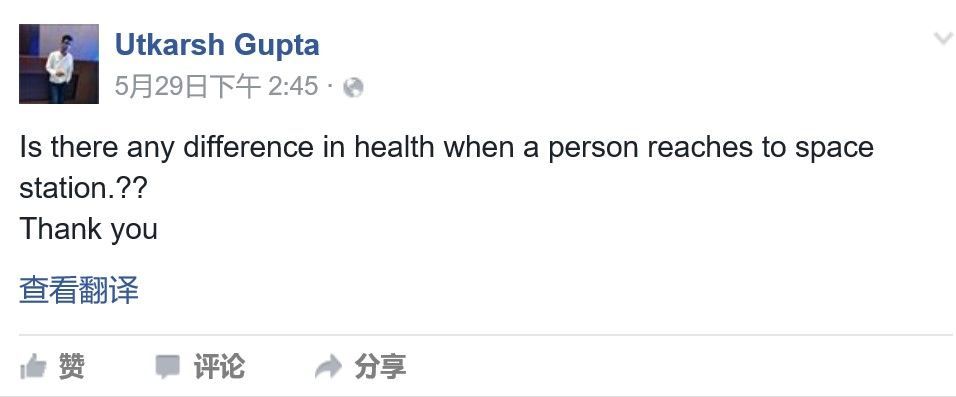 Utkarsh Gupta
5月29日下午 2:45 ·
Is there any difference in health when a person reaches to space
station.??
Thank you
查看翻译
赞 评论 分享